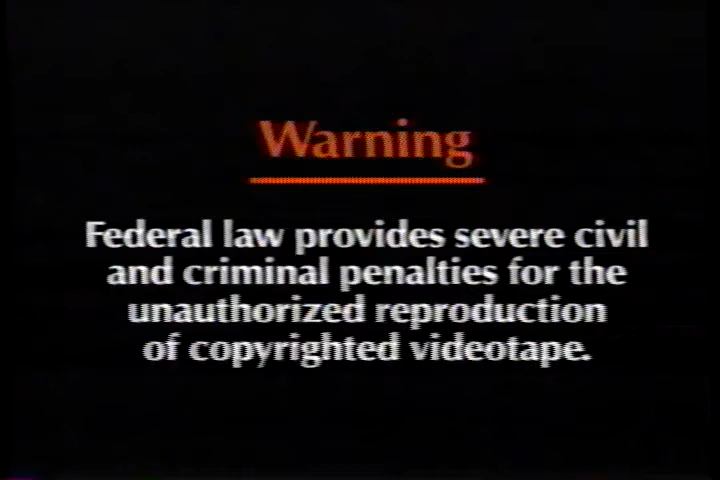 Warning
Federal law provides severe civil
and criminal penalties for the
unauthorized reproduction
of copyrighted videotape.